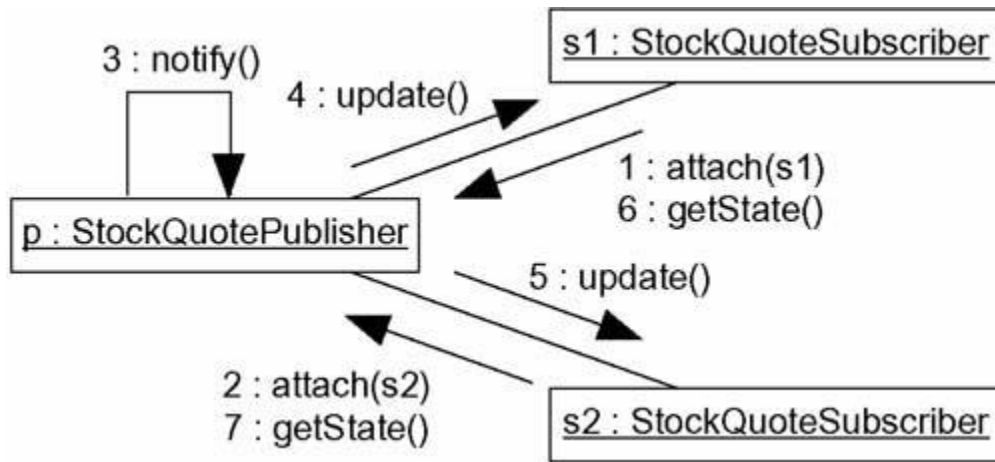 s1 : StockQuoteSubscriber
3 : notify()
4 : update()
1 : attach(s1)
6 : getState()
p : StockQuotePublisher
5 : update()
2 : attach(s2)
7 : getState()
s2 : StockQuoteSubscriber